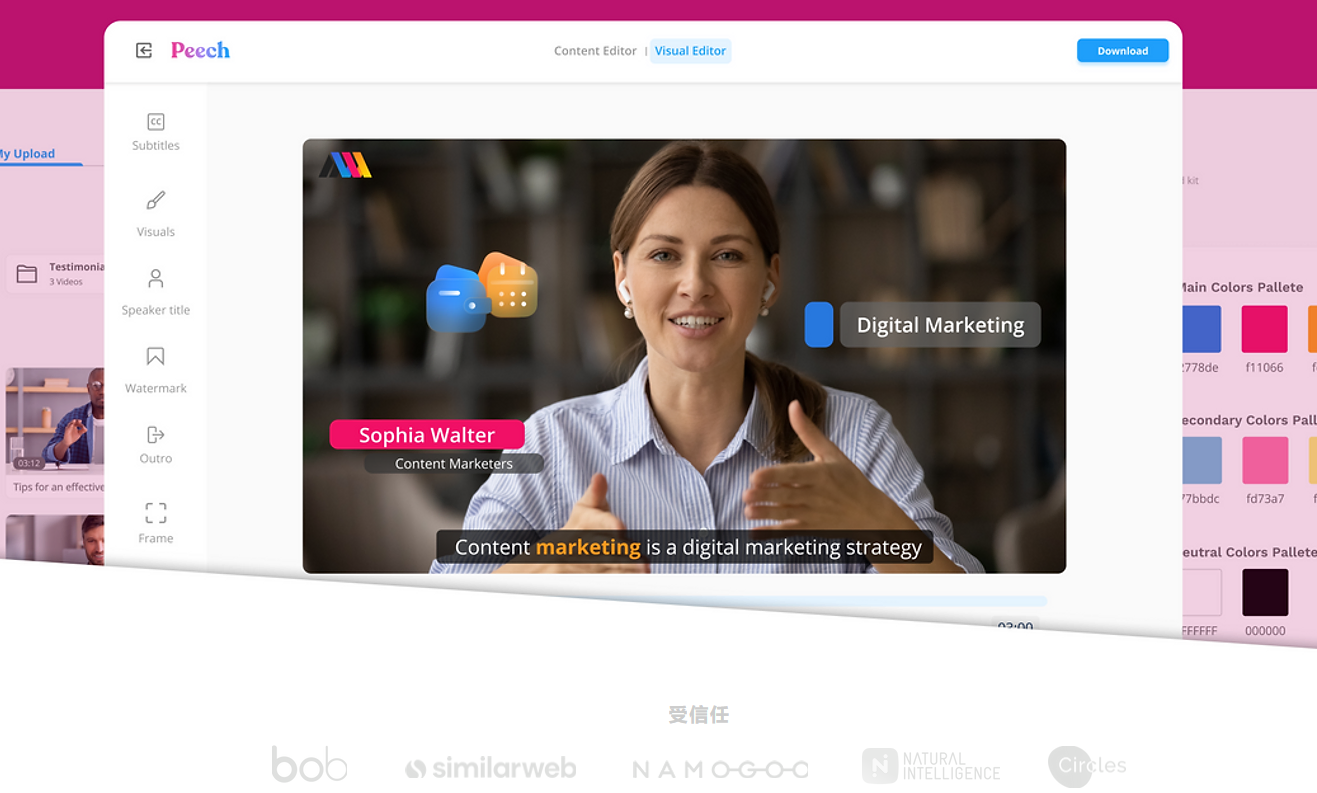 Peech
Content Editor | Visual Editor
Download
My Upload
CC
Subtitles
Visuals
Speaker title
Watermark
Outro
Frame
Testimonia
3 Videos
03:12
Tips for an effective
Digital Marketing
Sophia Walter
Content Marketers
Content marketing is a digital marketing strategy
03:00
kit
Main Colors Pallete
2778de
f11066
econdary Colors Pall
77bbdc
fd73a7
eutral Colors Pallete
FFFFFF
000000
受信任
bob
similarweb
NAMOGOO
NATURAL
INTELLIGENCE
Circles